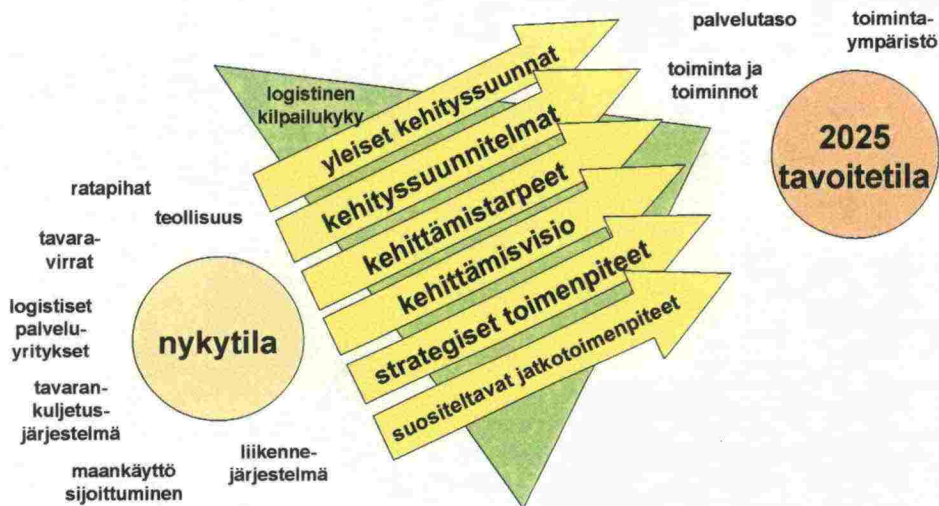 palvelutaso
toiminta-
ympäristö
toiminta ja
toiminnot
2025
tavoitetila
logistinen
kilpailukyky
yleiset kehityssuunnat
kehityssuunnitelmat
kehittämistarpeet
kehittämisvisio
strategiset toimenpiteet
suositeltavat jatkotoimenpiteet
ratapihat
teollisuus
tavara-
virrat
logistiset
palvelu-
yritykset
nykytila
tavaran-
kuljetus-
järjestelmä
liikenne-
järjestelmä
maankäyttö
sijoittuminen